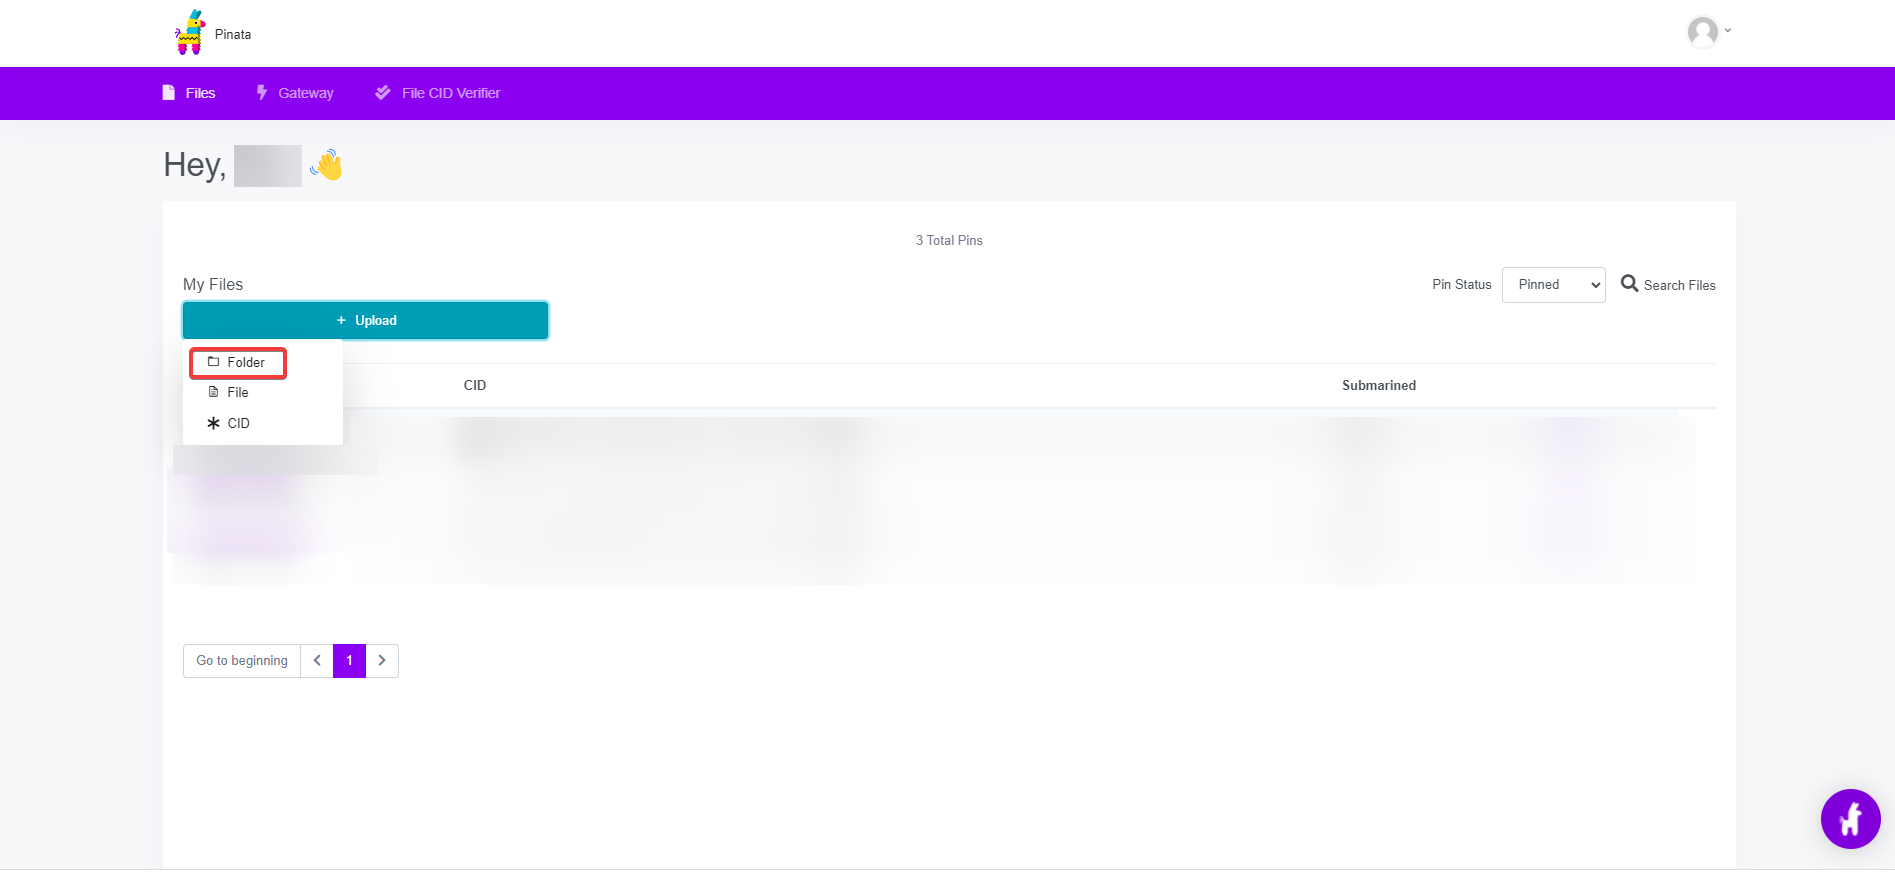 Pinata
Files Gateway File CID Verifier
Hey,
3 Total Pins
My Files
Pin Status Pinned Search Files
+ Upload
Folder
File
CID
CID Submarined
Go to beginning 1